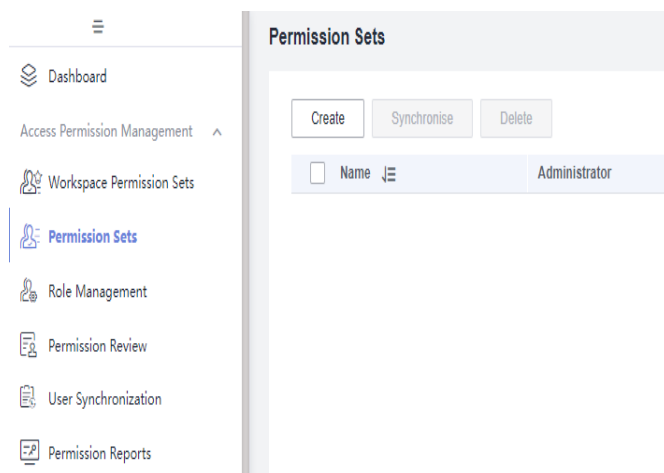 Dashboard
Access Permission Management
Workspace Permission Sets
Permission Sets
Role Management
Permission Review
User Synchronization
Permission Reports
Permission Sets
Create Synchronise Delete
Name Administrator